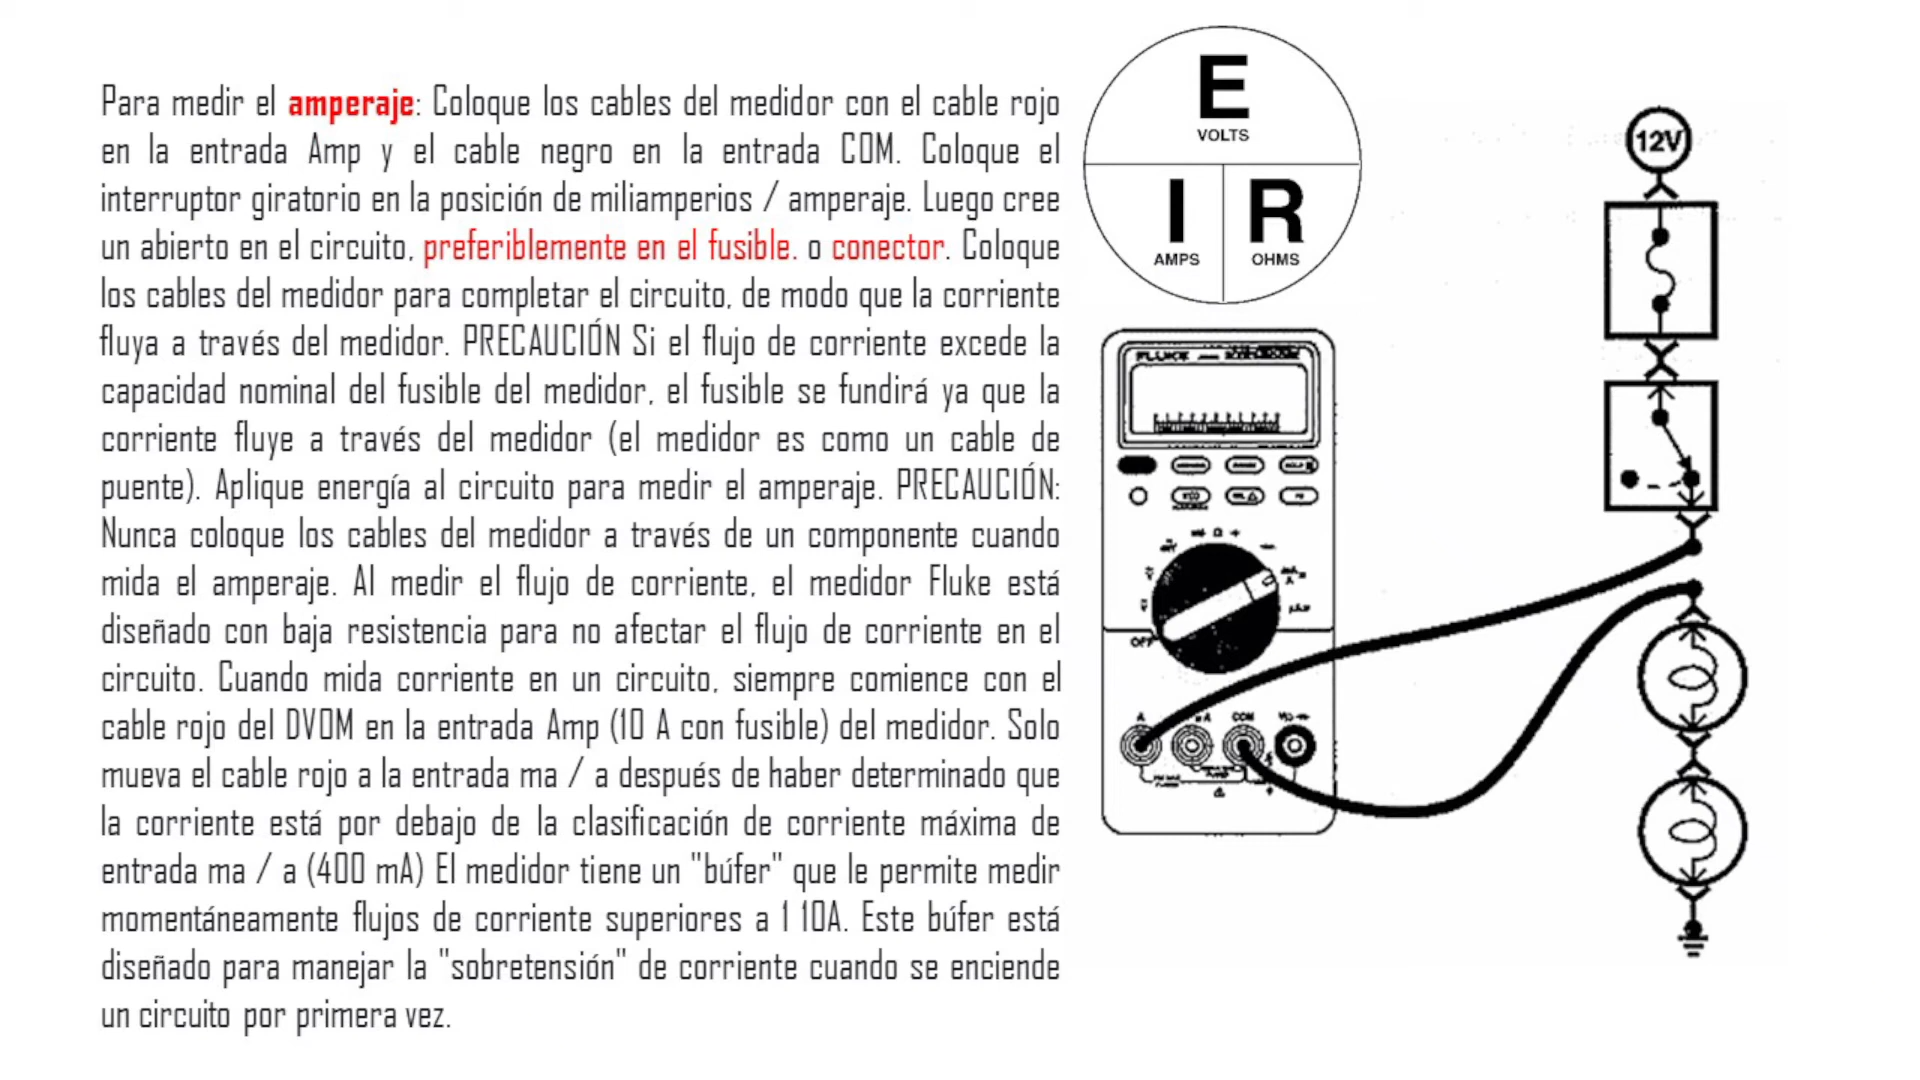 Para medir el amperaje: Coloque los cables del medidor con el cable rojo
en la entrada Amp y el cable negro en la entrada COM. Coloque el
interruptor giratorio en la posición de miliamperios / amperaje. Luego cree
un abierto en el circuito, preferiblemente en el fusible. o conector. Coloque
los cables del medidor para completar el circuito, de modo que la corriente
fluya a través del medidor. PRECAUCIÓN Si el flujo de corriente excede la
capacidad nominal del fusible del medidor, el fusible se fundirá ya que la
corriente fluye a través del medidor (el medidor es como un cable de
puente). Aplique energía al circuito para medir el amperaje. PRECAUCIÓN:
Nunca coloque los cables del medidor a través de un componente cuando
mida el amperaje. Al medir el flujo de corriente, el medidor Fluke está
diseñado con baja resistencia para no afectar el flujo de corriente en el
circuito. Cuando mida corriente en un circuito, siempre comience con el
cable rojo del DVOM en la entrada Amp (10 A con fusible) del medidor. Solo
mueva el cable rojo a la entrada ma / a después de haber determinado que
la corriente está por debajo de la clasificación de corriente máxima de
entrada ma / a (400 mA) El medidor tiene un "búfer" que le permite medir
momentáneamente flujos de corriente superiores a 1 10A. Este búfer está
diseñado para manejar la "sobretensión" de corriente cuando se enciende
un circuito por primera vez.
E
VOLTS
I
AMPS
R
OHMS
12V
FLUKE
OFF
A
COM